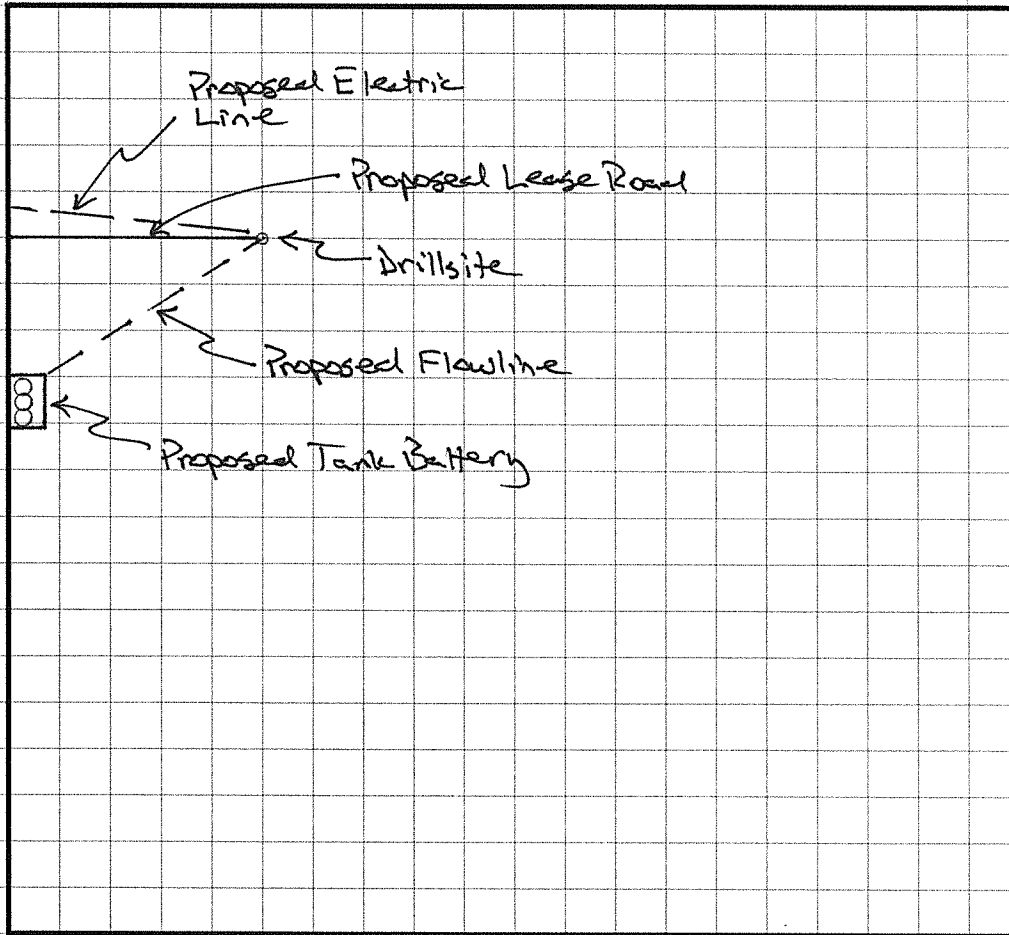 Proposed Electric
Line
Proposed Lease Road
Drillsite
Proposed Flowline
Proposed Tank Battery